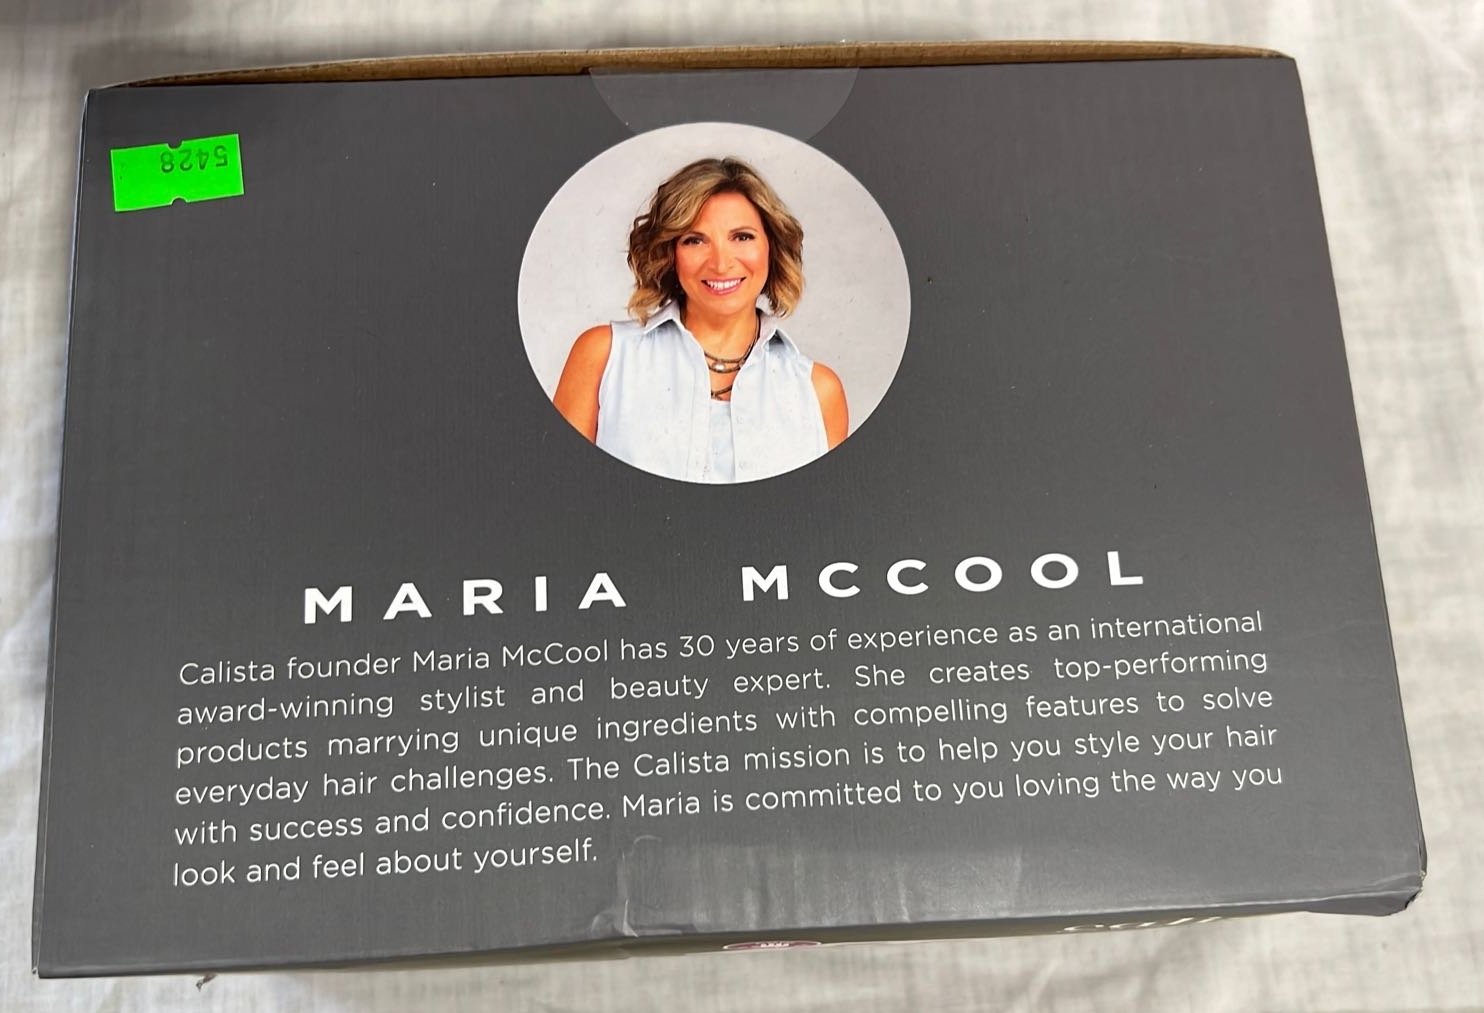 5428
MARIA MCCOOL
Calista founder Maria McCool has 30 years of experience as an international
award-winning stylist and beauty expert. She creates top-performing
products marrying unique ingredients with compelling features to solve
everyday hair challenges. The Calista mission is to help you style your hair
with success and confidence. Maria is committed to you loving the way you
look and feel about yourself.